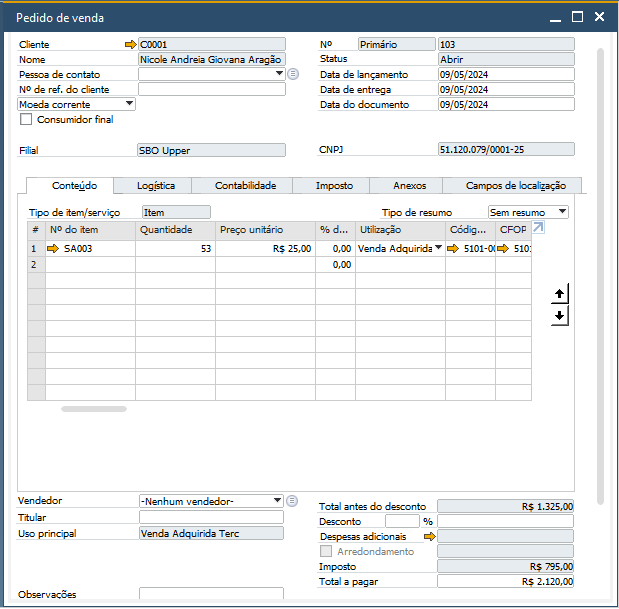 Pedido de venda
Cliente C0001 Nº Primário 103
Nome Nicole Andreia Giovana Aragão Status Abrir
Pessoa de contato Data de lançamento 09/05/2024
Nº de ref. do cliente Data de entrega 09/05/2024
Moeda corrente Data do documento 09/05/2024
Consumidor final
Filial SBO Upper CNPJ 51.120.079/0001-25
Conteúdo Logística Contabilidade Imposto Anexos Campos de localização
Tipo de item/serviço Item Tipo de resumo Sem resumo
# Nº do item Quantidade Preço unitário % d... Utilização Códig... CFOP
1 SA003 53 R$ 25,00 0,00 Venda Adquirida 5101-00 510
2 0,00
Vendedor -Nenhum vendedor- Total antes do desconto R$ 1.325,00
Titular Desconto %
Uso principal Venda Adquirida Terc Despesas adicionais
Arredondamento
Imposto R$ 795,00
Total a pagar R$ 2.120,00
Observações